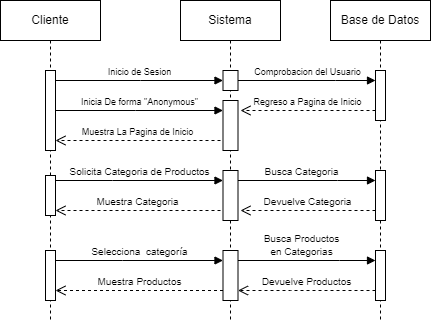 Cliente
Sistema
Base de Datos
Inicio de Sesion
Comprobacion del Usuario
Inicia De forma "Anonymous"
Regreso a Pagina de Inicio
Muestra La Pagina de Inicio
Solicita Categoria de Productos
Busca Categoria
Muestra Categoria
Devuelve Categoria
Selecciona categoría
Busca Productos
en Categorias
Muestra Productos
Devuelve Productos